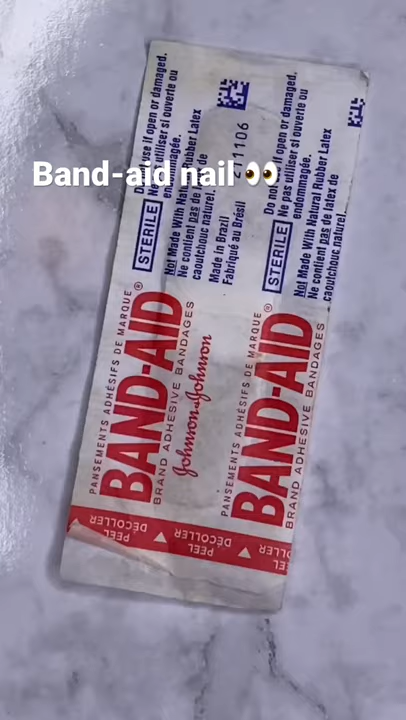 Band-aid nail 👀
STERILE
Do not use if open or damaged.
Ne pas utiliser si ouverte ou
endommagée.
Not Made With Natural Rubber Latex
Ne contient pas de latex de
caoutchouc naturel.
Made in Brazil
Fabriqué au Brésil
1106
PANSEMENTS ADHÉSIFS DE MARQUE
BAND-AID®
BRAND ADHESIVE BANDAGES
Johnson & Johnson
STERILE
Do not use if open or damaged.
Ne pas utiliser si ouverte ou
endommagée.
Not Made With Natural Rubber Latex
Ne contient pas de latex de
caoutchouc naturel.
PANSEMENTS ADHÉSIFS DE MARQUE
BAND-AID®
BRAND ADHESIVE BANDAGES
PEEL
DÉCOLLER
PEEL
DÉCOLLER
PEEL
DÉCOLLER
PEEL